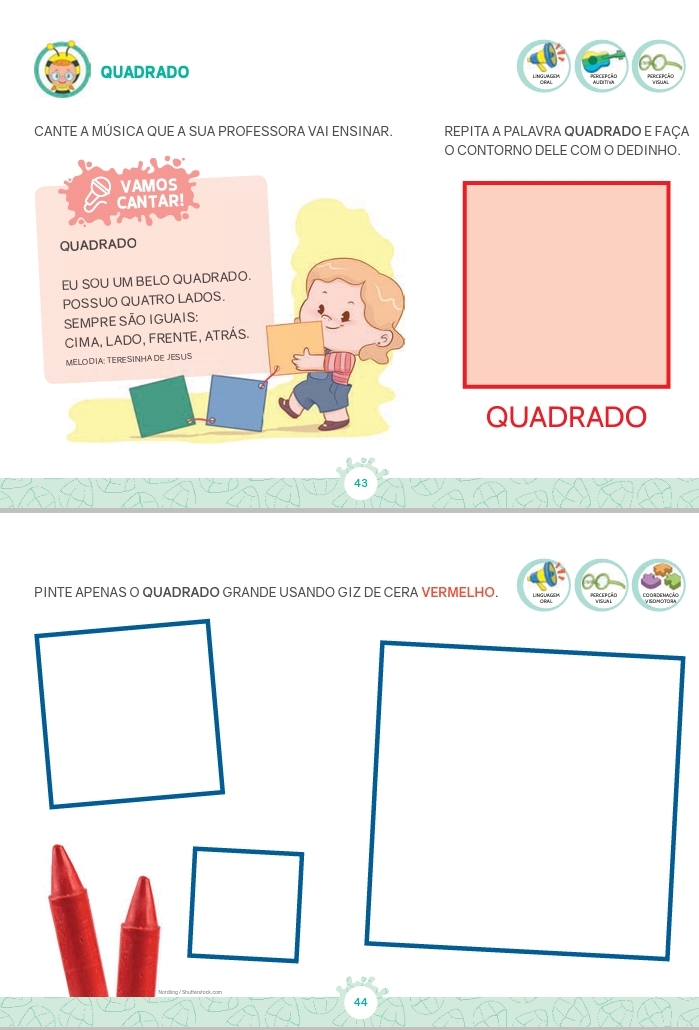 QUADRADO
LINGUAGEM
ORAL
PERCEPÇÃO
AUDITIVA
PERCEPÇÃO
VISUAL
CANTE A MÚSICA QUE A SUA PROFESSORA VAI ENSINAR.
VAMOS
CANTAR!
QUADRADO
EU SOU UM BELO QUADRADO.
POSSUO QUATRO LADOS.
SEMPRE SÃO IGUAIS:
CIMA, LADO, FRENTE, ATRÁS.
MELODIA: TERESINHA DE JESUS
REPITA A PALAVRA QUADRADO E FAÇA
O CONTORNO DELE COM O DEDINHO.
QUADRADO
43
PINTE APENAS O QUADRADO GRANDE USANDO GIZ DE CERA VERMELHO.
LINGUAGEM
ORAL
PERCEPÇÃO
VISUAL
COORDENAÇÃO
VISOMOTORA
Nordling / Shutterstock.com
44